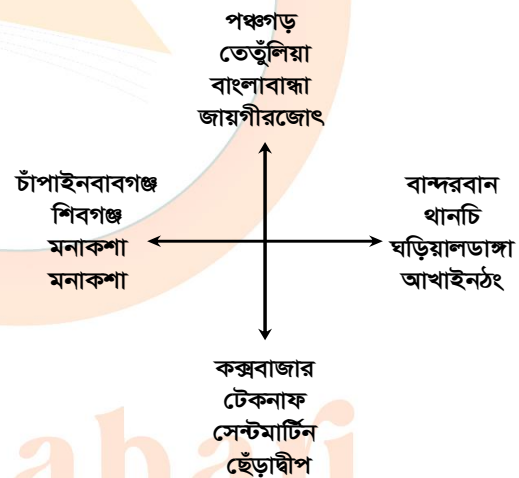 পঞ্চগড়
তেতুঁলিয়া
বাংলাবান্ধা
জায়গীরজোৎ
চাঁপাইনবাবগঞ্জ
শিবগঞ্জ
মনাকশা
মনাকশা
বান্দরবান
থানচি
ঘড়িয়ালডাঙ্গা
আখাইনঠং
কক্সবাজার
টেকনাফ
সেন্টমার্টিন
ছেঁড়াদ্বীপ
abari